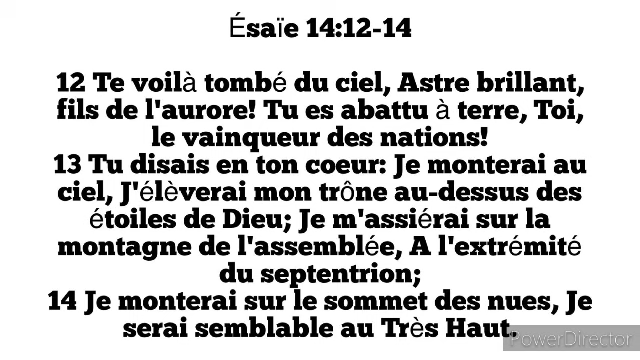 Ésaïe 14:12-14
12 Te voilà tombé du ciel, Astre brillant,
fils de l'aurore! Tu es abattu à terre, Toi,
le vainqueur des nations!
13 Tu disais en ton coeur: Je monterai au
ciel, J'élèverai mon trône au-dessus des
étoiles de Dieu; Je m'assiérai sur la
montagne de l'assemblée, A l'extrémité
du septentrion;
14 Je monterai sur le sommet des nues, Je
serai semblable au Très Haut.
PowerDirector